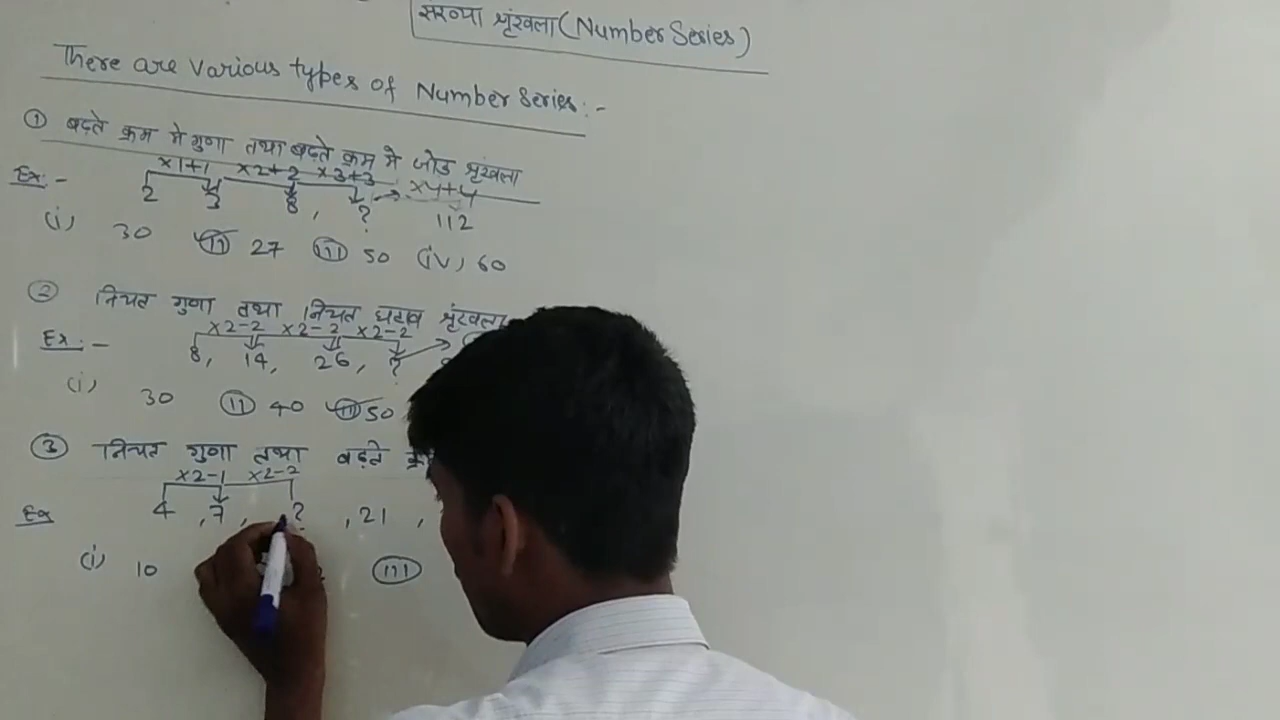 संख्या श्रृंखला (Number Series)
There are Various types of Number Series:-
① बढ़ते क्रम मे गुणा तथा बढ़ते क्रम मे जोड श्रृंखला
×1+1 ×2+2 ×3+3 ×4+4
Ex:- 2 3 8, ? 112
(i) 30 (ii) 27 (iii) 50 (iv) 60
② नियत गुणा तथा नियत घटाव श्रृंखला
×2-2 ×2-2 ×2-2
Ex:- 8, 14, 26, ?
(i) 30 (ii) 40 (iii) 50
③ नियत गुणा तथा बढ़ते
×2-1 ×2-2
Ex 4, 7, ?, 21,
(i) 10 (iii)